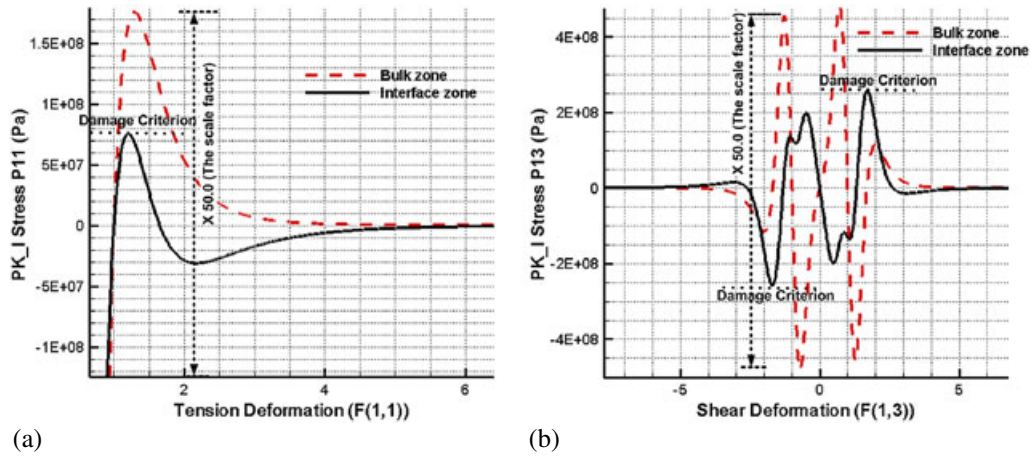 1.5E+08
1E+08
5E+07
0
-5E+07
-1E+08
PK_I Stress P11 (Pa)
Bulk zone
Interface zone
Damage Criterion
X 50.0 (The scale factor)
2
4
6
Tension Deformation (F(1,1))
(a)
4E+08
2E+08
0
-2E+08
-4E+08
PK_I Stress P13 (Pa)
Bulk zone
Interface zone
Damage Criterion
X 50.0 (The scale factor)
Damage Criterion
-5
0
5
Shear Deformation (F(1,3))
(b)